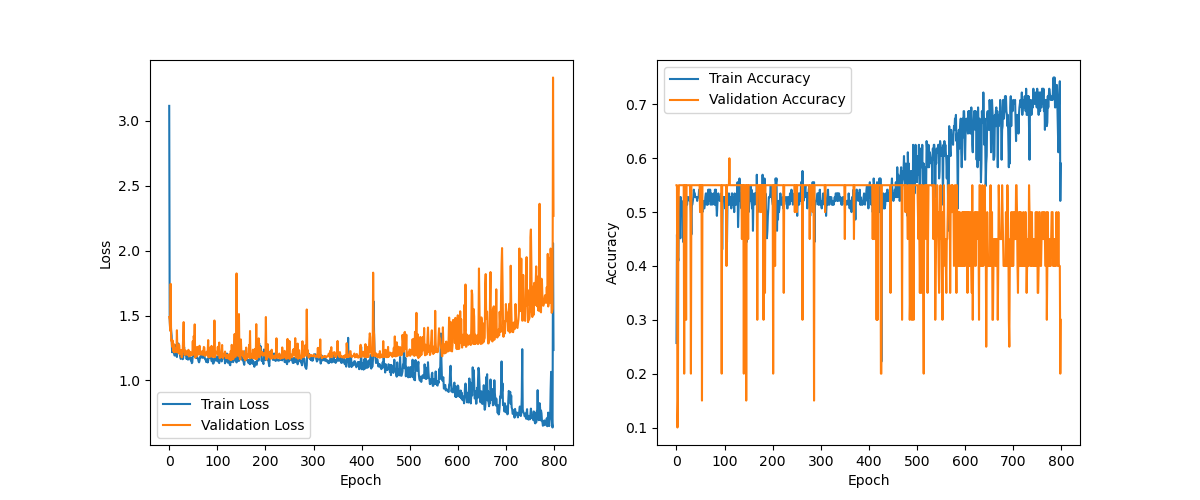 3.0
2.5
2.0
1.5
1.0
Loss
Train Loss
Validation Loss
0 100 200 300 400 500 600 700 800
Epoch
0.7
0.6
0.5
0.4
0.3
0.2
0.1
Accuracy
Train Accuracy
Validation Accuracy
0 100 200 300 400 500 600 700 800
Epoch